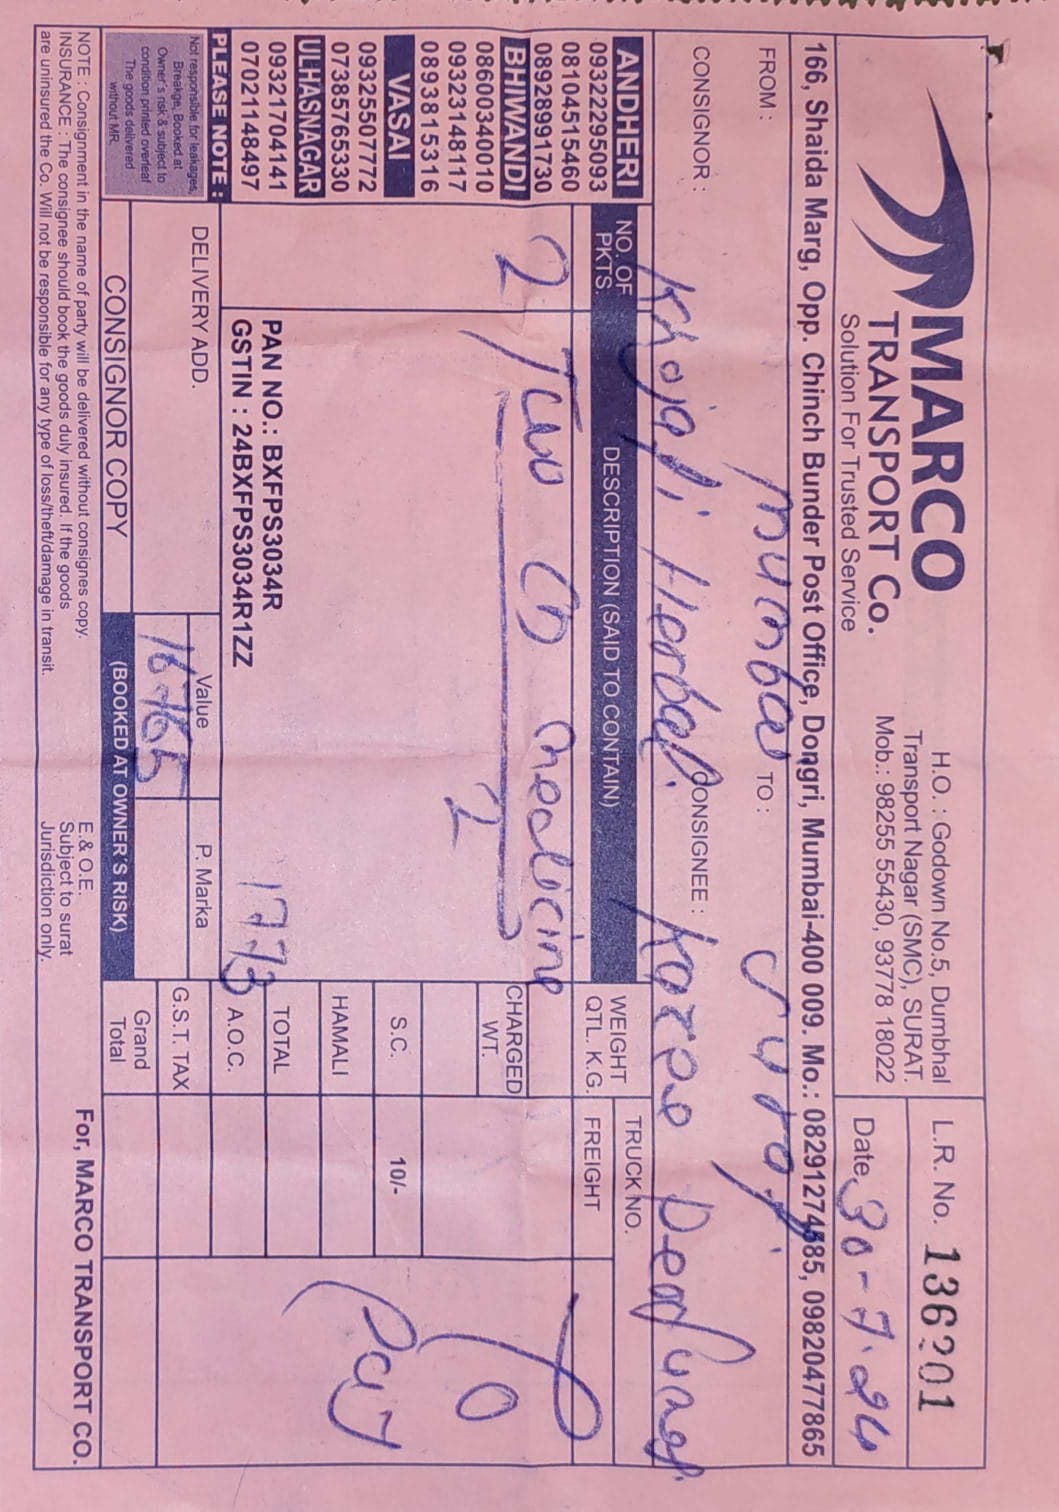 MARCO
TRANSPORT Co.
Solution For Trusted Service
H.O. : Godown No.5, Dumbhal
Transport Nagar (SMC), SURAT.
Mob.: 98255 55430, 93778 18022
L.R. No. 136201
Date 30-7-24
166, Shaida Marg, Opp. Chinch Bunder Post Office, Dongri, Mumbai-400 009. Mo.: 08291274585, 09820477865
FROM : Mumbai TO : surat
CONSIGNOR : Khojati Herbal. CONSIGNEE : Perfumes.
ANDHERI
09322295093
08104515460
08928991730
BHIWANDI
08600340010
09323148117
08938815316
VASAI
09325507772
07385765330
ULHASNAGAR
09321704141
07021148497
PLEASE NOTE :
Not responsible for leakages,
Breakge, Booked at
Owner's risk & subject to
condition printed overleaf
The goods delivered
without MR.
NO. OF PKTS.
DESCRIPTION (SAID TO CONTAIN)
WEIGHT QTL. K.G.
TRUCK NO.
FREIGHT
2 Two Medicine
2
CHARGED WT.
S.C. 10/-
HAMALI
TOTAL
A.O.C.
G.S.T. TAX
Grand Total
Pay
1773
PAN NO.: BXFPS3034R
GSTIN : 24BXFPS3034R1ZZ
DELIVERY ADD.
Value
16765
P. Marka
CONSIGNOR COPY
(BOOKED AT OWNER'S RISK)
For, MARCO TRANSPORT CO.
NOTE : Consignment in the name of party will be delivered without consignes copy.
INSURANCE : The consignee should book the goods duly insured. If the goods
are uninsured the Co. Will not be responsible for any type of loss/theft/damage in transit.
E.& O.E.
Subject to surat
Jurisdiction only.